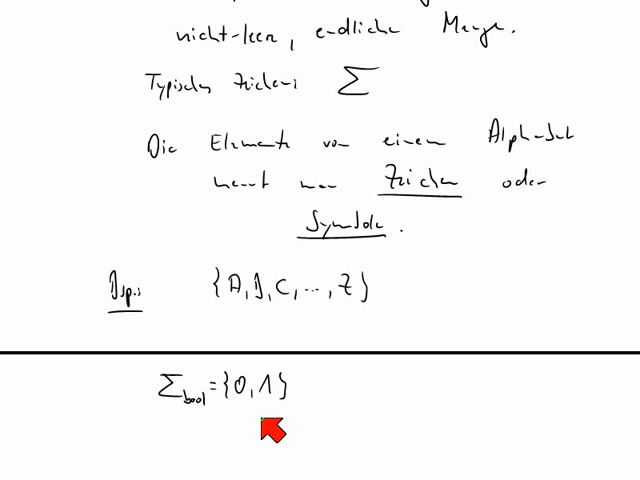 nicht-leere, endliche Menge.
Typisches Zeichen: Σ
Die Elemente von einem Alphabet
nennt man Zeichen oder
Symbole.
Bsp.: {A, B, C, ..., Z}
Σbool = {0, 1}